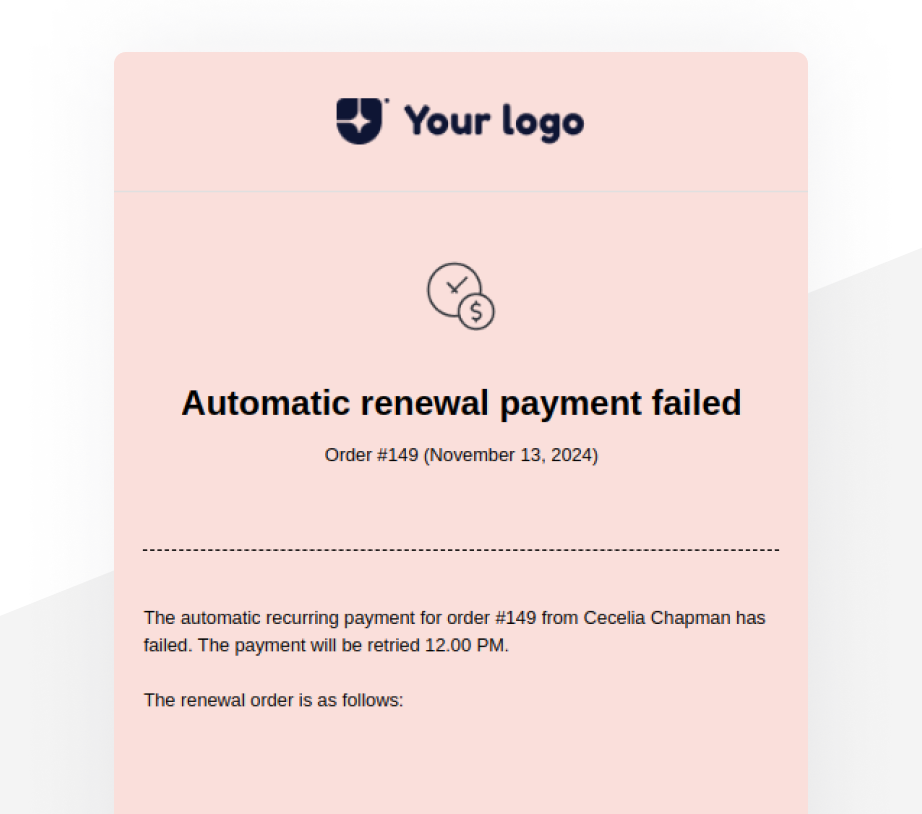 Your logo
$
Automatic renewal payment failed
Order #149 (November 13, 2024)
The automatic recurring payment for order #149 from Cecelia Chapman has
failed. The payment will be retried 12.00 PM.
The renewal order is as follows: